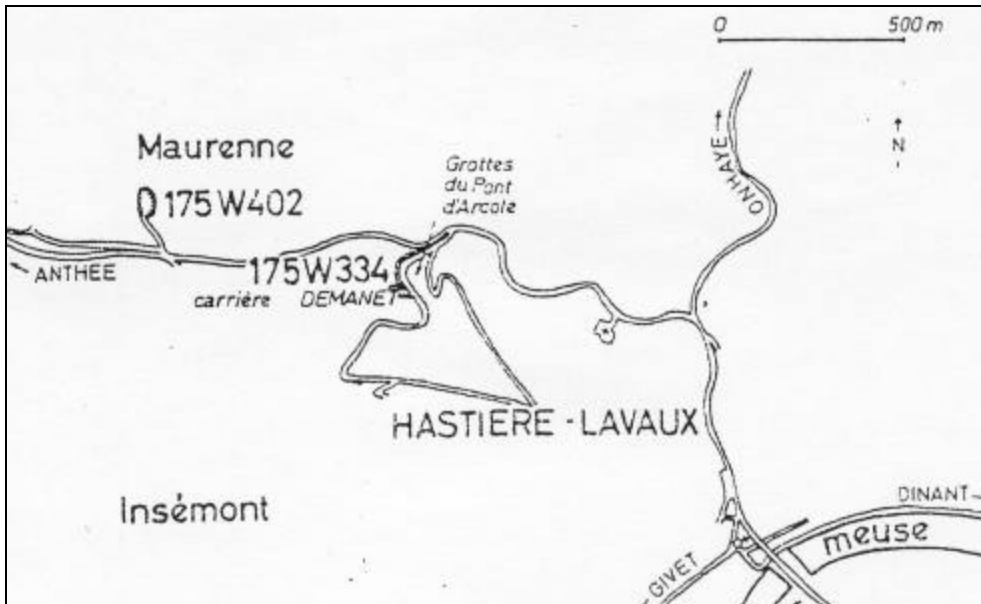 0 500 m
N
ONHAYE
Maurenne
175W402
Grottes
du Pont
d'Arcole
175W334
ANTHEE
carrière DEMANET
HASTIERE - LAVAUX
Insémont
DINANT
meuse
GIVET